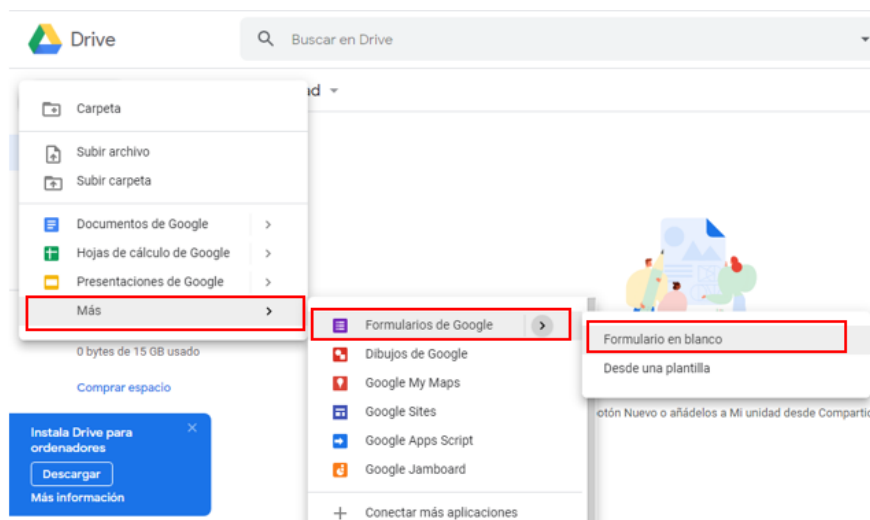 Drive
Buscar en Drive
ad
Carpeta
Subir archivo
Subir carpeta
Documentos de Google
Hojas de cálculo de Google
Presentaciones de Google
Más
Formularios de Google
Dibujos de Google
Google My Maps
Google Sites
Google Apps Script
Google Jamboard
Conectar más aplicaciones
Formulario en blanco
Desde una plantilla
otón Nuevo o añádelos a Mi unidad desde Comparti
0 bytes de 15 GB usado
Comprar espacio
Instala Drive para
ordenadores
Descargar
Más información